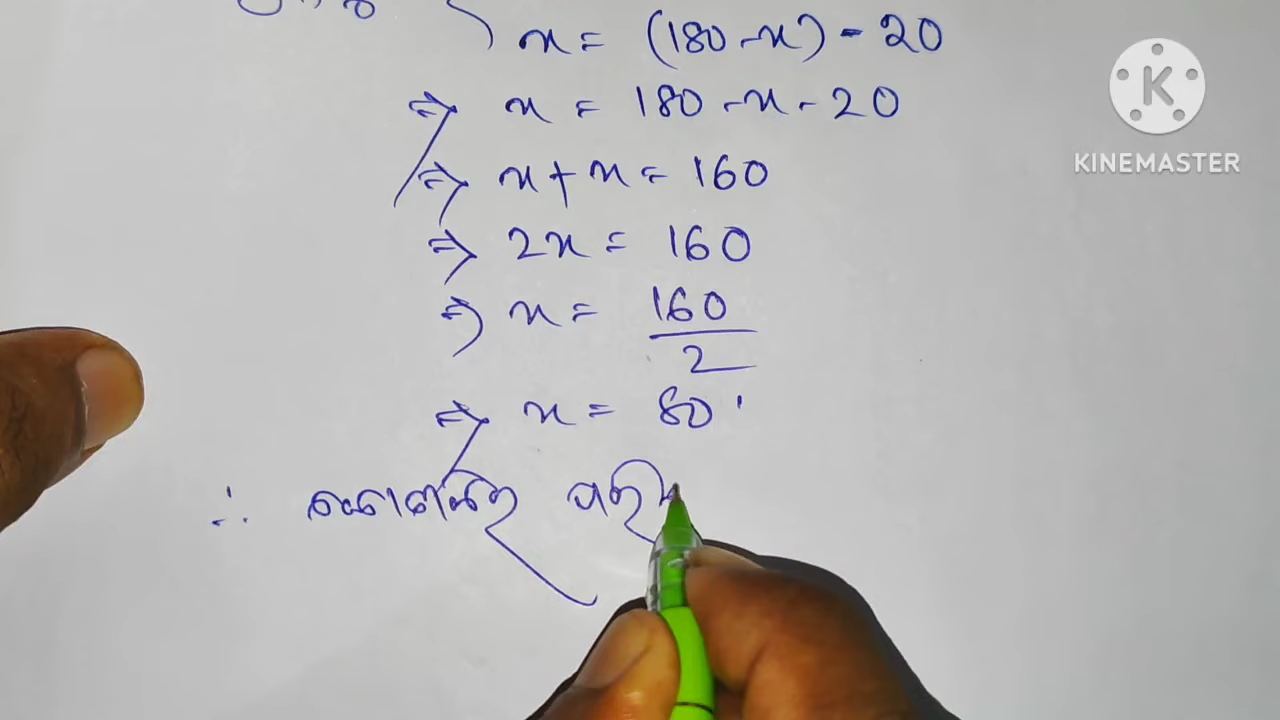 x = (180 - x) - 20
⇒ x = 180 - x - 20
⇒ x + x = 160
⇒ 2x = 160
⇒ x = 160/2
⇒ x = 80
∴ କୋଣଟିର ପରି
K
KINEMASTER